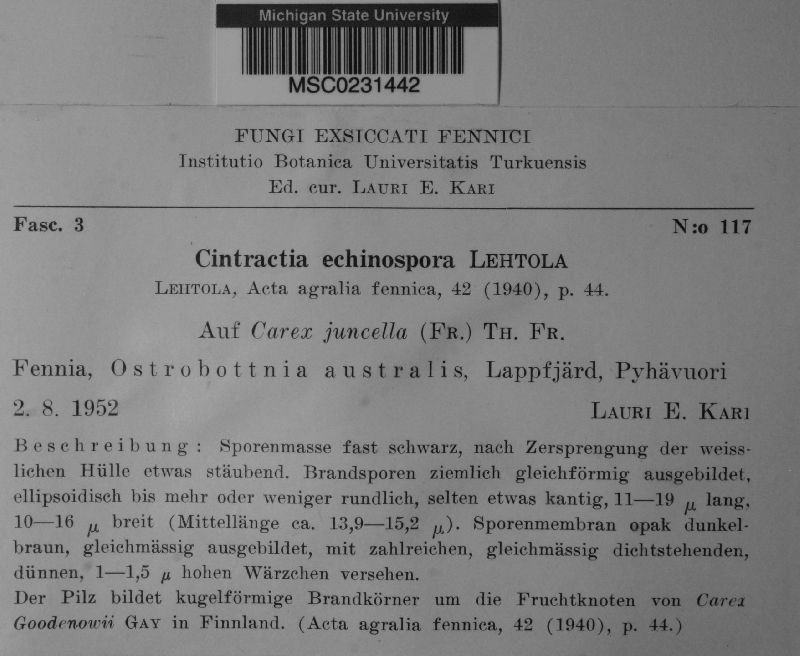 Michigan State University
MSC0231442
FUNGI EXSICCATI FENNICI
Institutio Botanica Universitatis Turkuensis
Ed. cur. LAURI E. KARI
Fasc. 3 N:o 117
Cintractia echinospora LEHTOLA
LEHTOLA, Acta agralia fennica, 42 (1940), p. 44.
Auf Carex juncella (FR.) TH. FR.
Fennia, Ostrobottnia australis, Lappfjärd, Pyhävuori
2. 8. 1952 LAURI E. KARI
Beschreibung: Sporenmasse fast schwarz, nach Zersprengung der weiss-
lichen Hülle etwas stäubend. Brandsporen ziemlich gleichförmig ausgebildet,
ellipsoidisch bis mehr oder weniger rundlich, selten etwas kantig, 11—19 μ lang,
10—16 μ breit (Mittellänge ca. 13,9—15,2 μ). Sporenmembran opak dunkel-
braun, gleichmässig ausgebildet, mit zahlreichen, gleichmässig dichtstehenden,
dünnen, 1—1,5 μ hohen Wärzchen versehen.
Der Pilz bildet kugelförmige Brandkörner um die Fruchtknoten von Carex
Goodenowii GAY in Finnland. (Acta agralia fennica, 42 (1940), p. 44.)